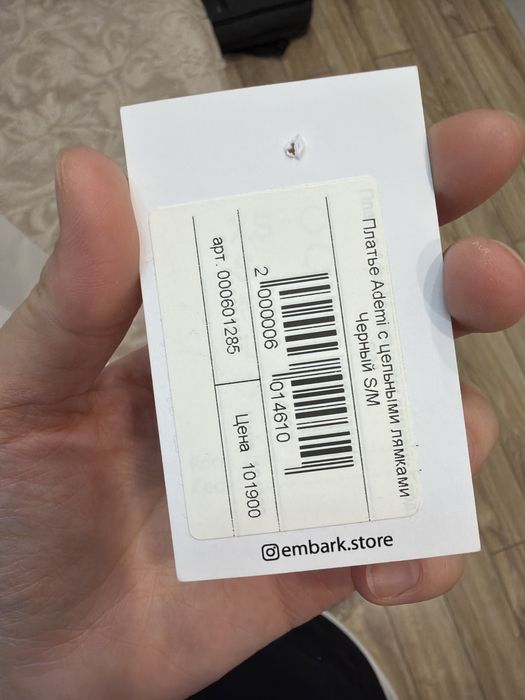 Платье Ademi с цельными лямками
Черный S/M
2 000006 014610
арт. 000601285
Цена 101900
embark.store